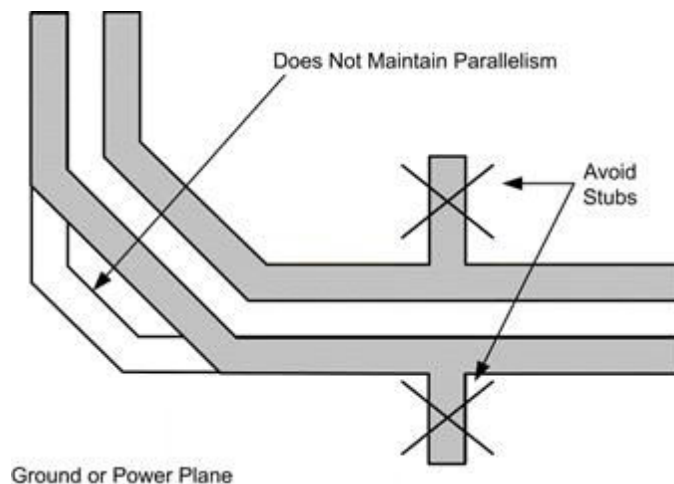 Does Not Maintain Parallelism
Avoid
Stubs
Ground or Power Plane